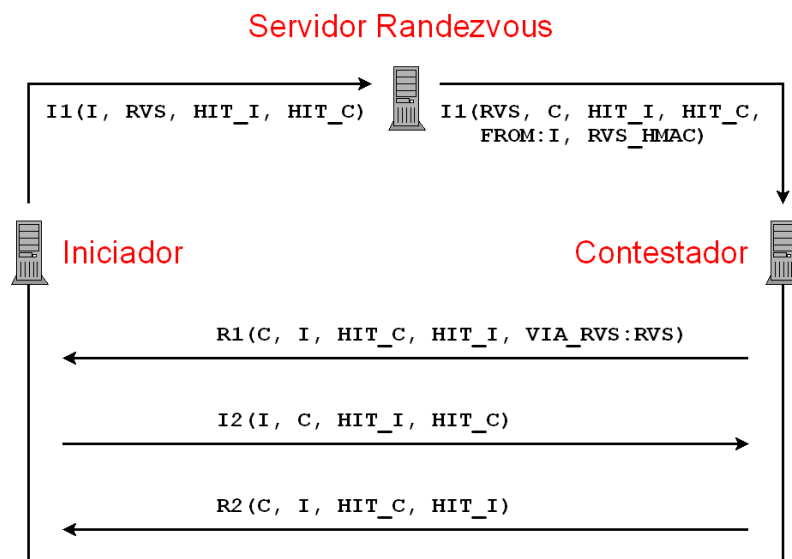 Servidor Randezvous
I1(I, RVS, HIT_I, HIT_C)
I1(RVS, C, HIT_I, HIT_C,
FROM:I, RVS_HMAC)
Iniciador
Contestador
R1(C, I, HIT_C, HIT_I, VIA_RVS:RVS)
I2(I, C, HIT_I, HIT_C)
R2(C, I, HIT_C, HIT_I)